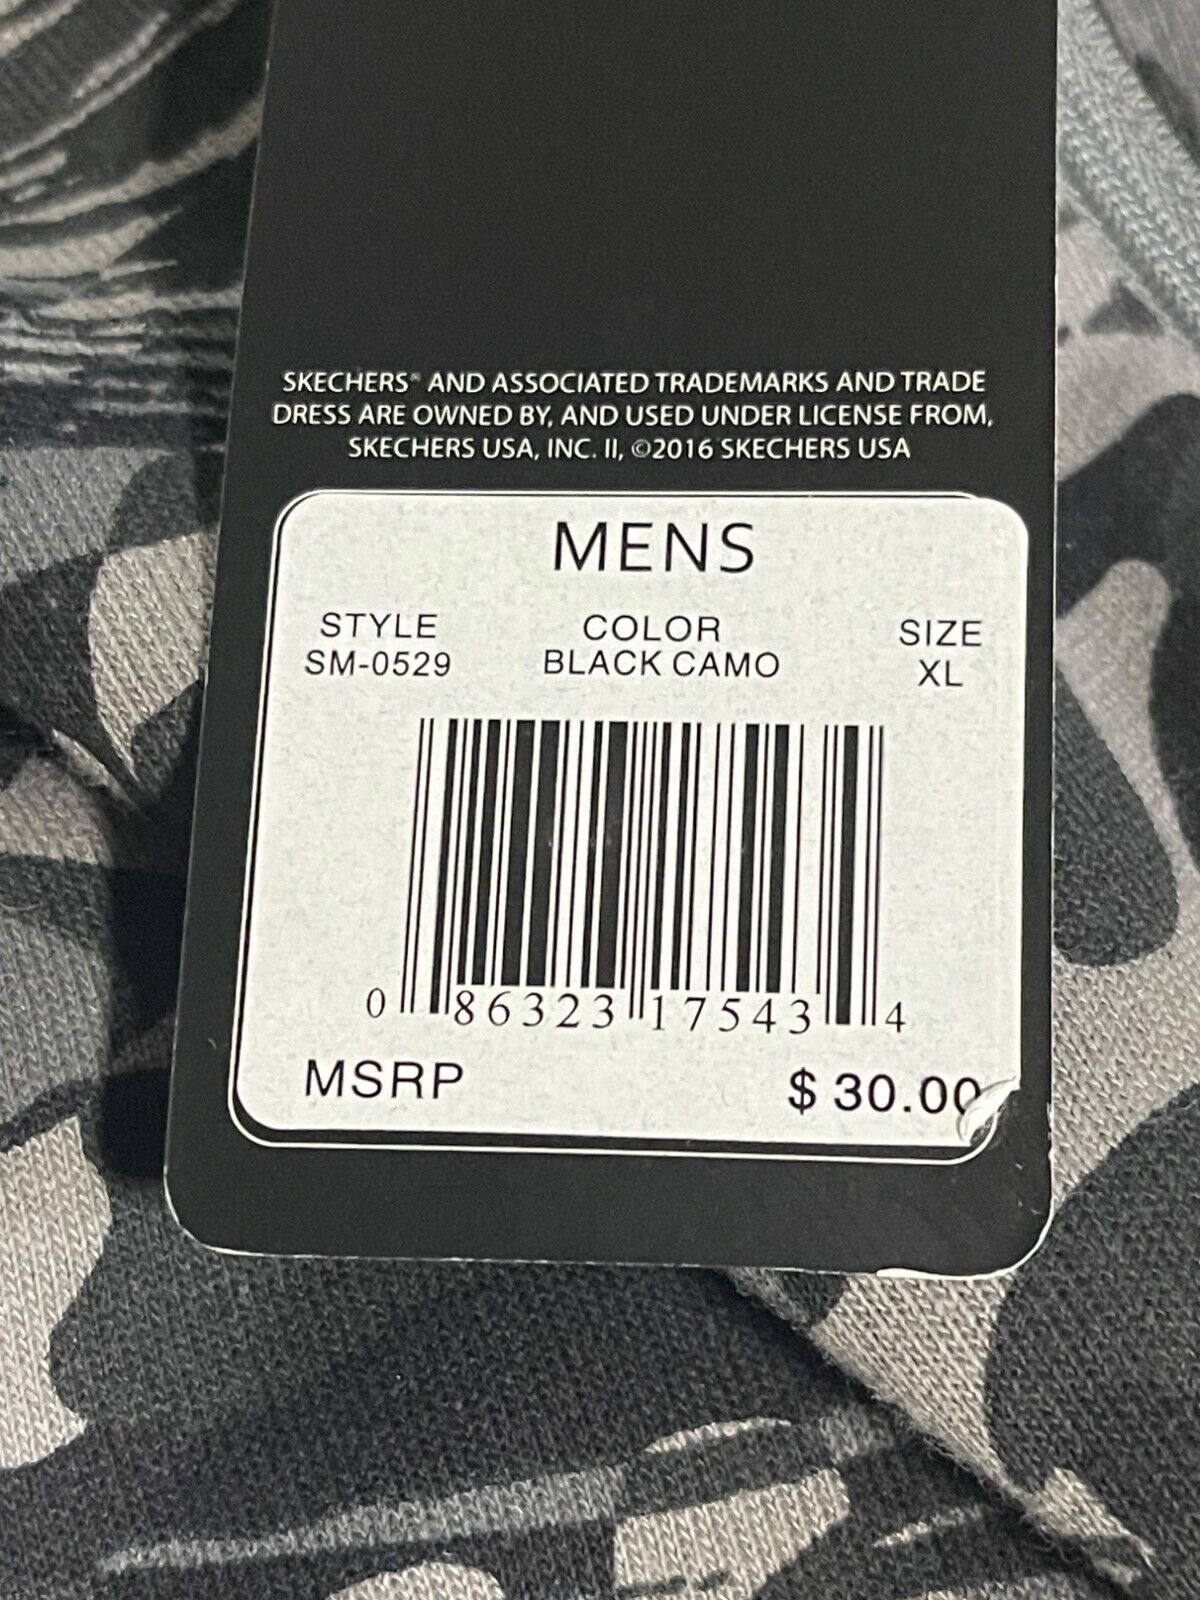 SKECHERS® AND ASSOCIATED TRADEMARKS AND TRADE
DRESS ARE OWNED BY, AND USED UNDER LICENSE FROM,
SKECHERS USA, INC. II, ©2016 SKECHERS USA
MENS
STYLE COLOR SIZE
SM-0529 BLACK CAMO XL
0 86323 17543 4
MSRP $ 30.00